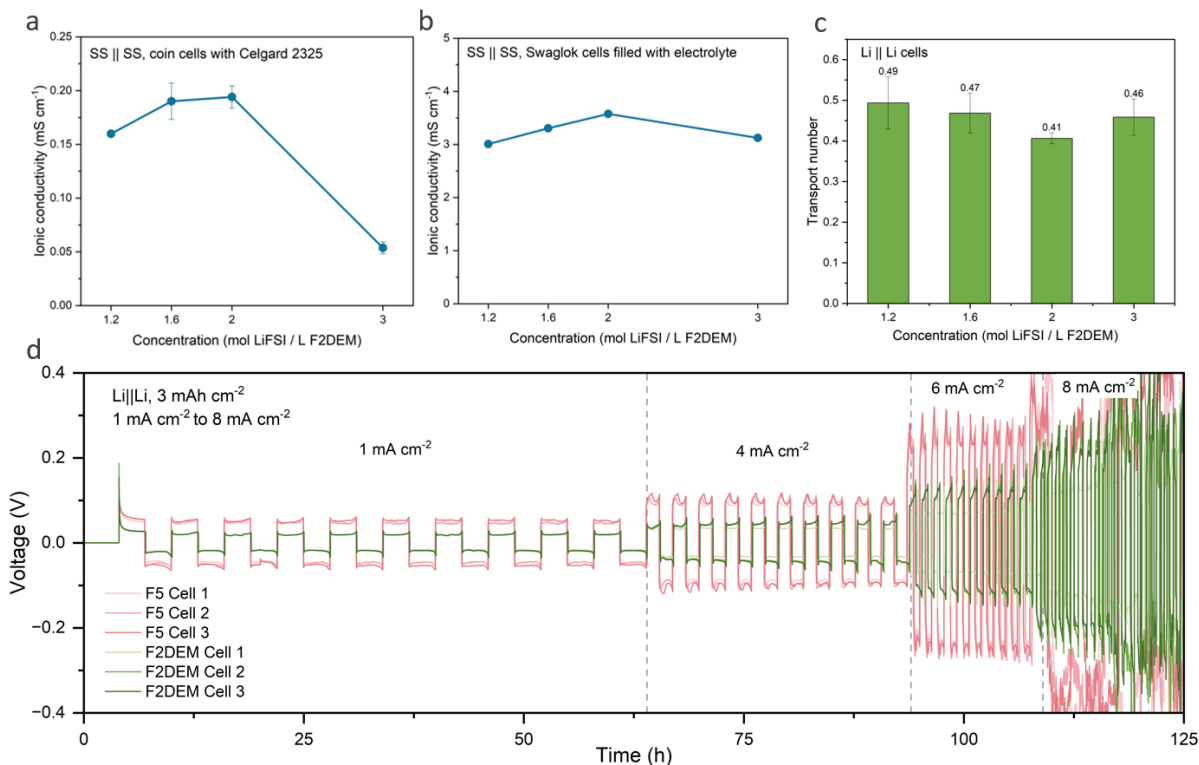 a
SS || SS, coin cells with Celgard 2325
Ionic conductivity (mS cm⁻¹)
0.25
0.20
0.15
0.10
0.05
0.00
1.2
1.6
2
3
Concentration (mol LiFSI / L F2DEM)
b
SS || SS, Swaglok cells filled with electrolyte
Ionic conductivity (mS cm⁻¹)
5
4
3
2
1
0
1.2
1.6
2
3
Concentration (mol LiFSI / L F2DEM)
c
Li || Li cells
Transport number
0.6
0.5
0.4
0.3
0.2
0.1
0.0
0.49
0.47
0.41
0.46
1.2
1.6
2
3
Concentration (mol LiFSI / L F2DEM)
d
Li||Li, 3 mAh cm⁻²
1 mA cm⁻² to 8 mA cm⁻²
1 mA cm⁻²
4 mA cm⁻²
6 mA cm⁻²
8 mA cm⁻²
Voltage (V)
0.4
0.2
0.0
−0.2
−0.4
F5 Cell 1
F5 Cell 2
F5 Cell 3
F2DEM Cell 1
F2DEM Cell 2
F2DEM Cell 3
0
25
50
75
100
125
Time (h)